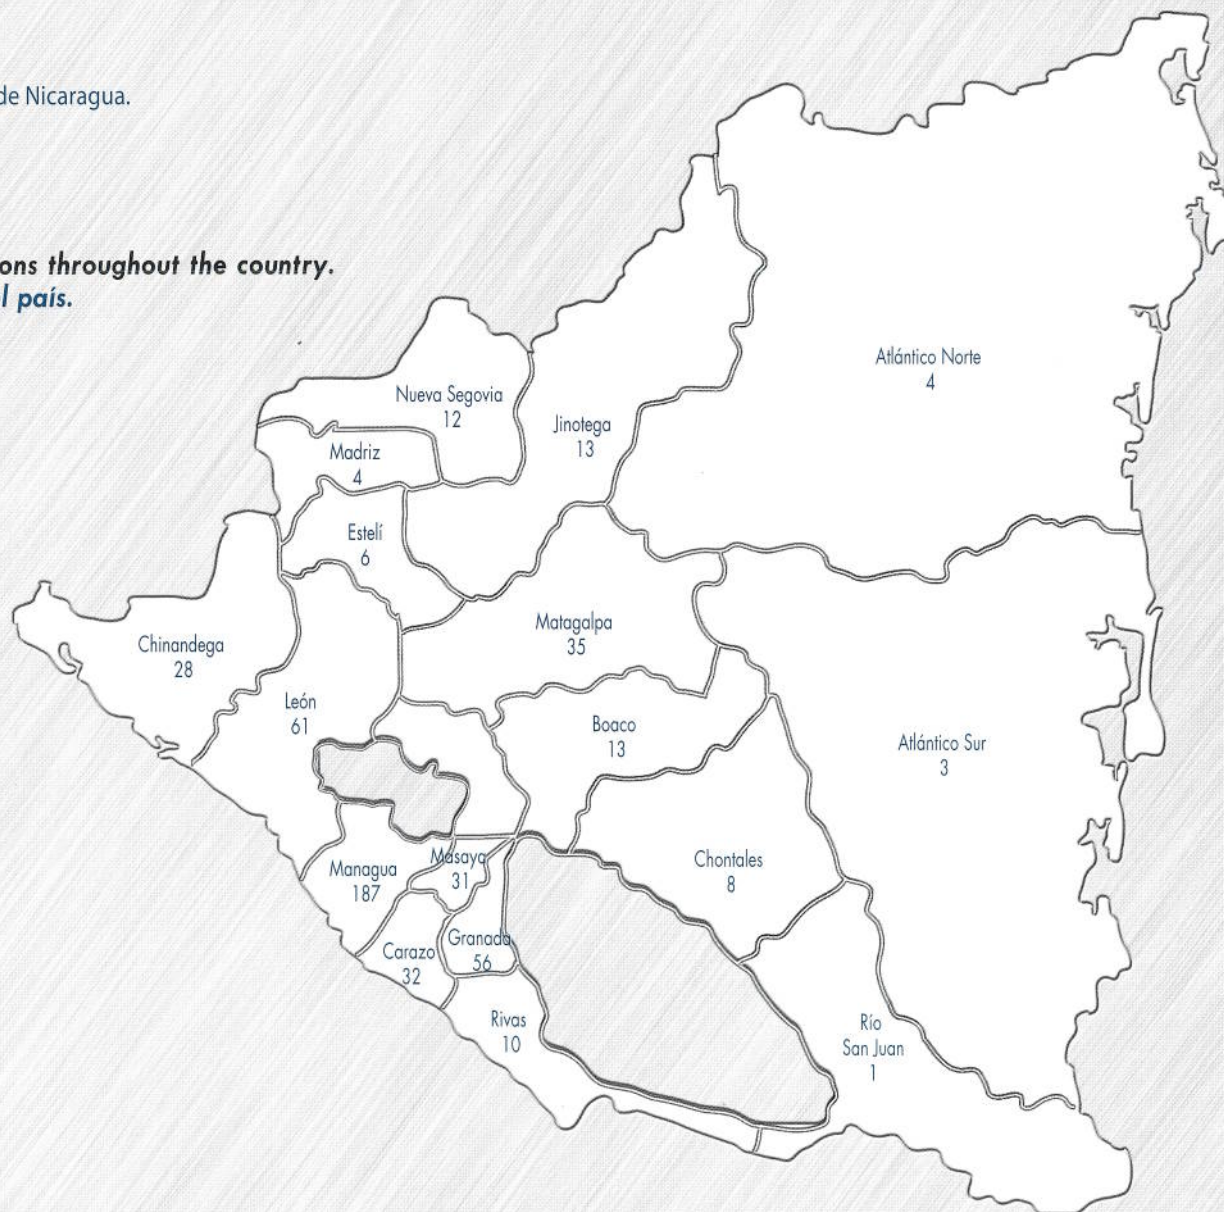 de Nicaragua.
ons throughout the country.
l país.
Atlántico Norte
4
Nueva Segovia
12
Jinotega
13
Madriz
4
Estelí
6
Matagalpa
35
Chinandega
28
León
61
Boaco
13
Atlántico Sur
3
Managua
187
Masaya
31
Chontales
8
Carazo
32
Granada
56
Rivas
10
Río
San Juan
1